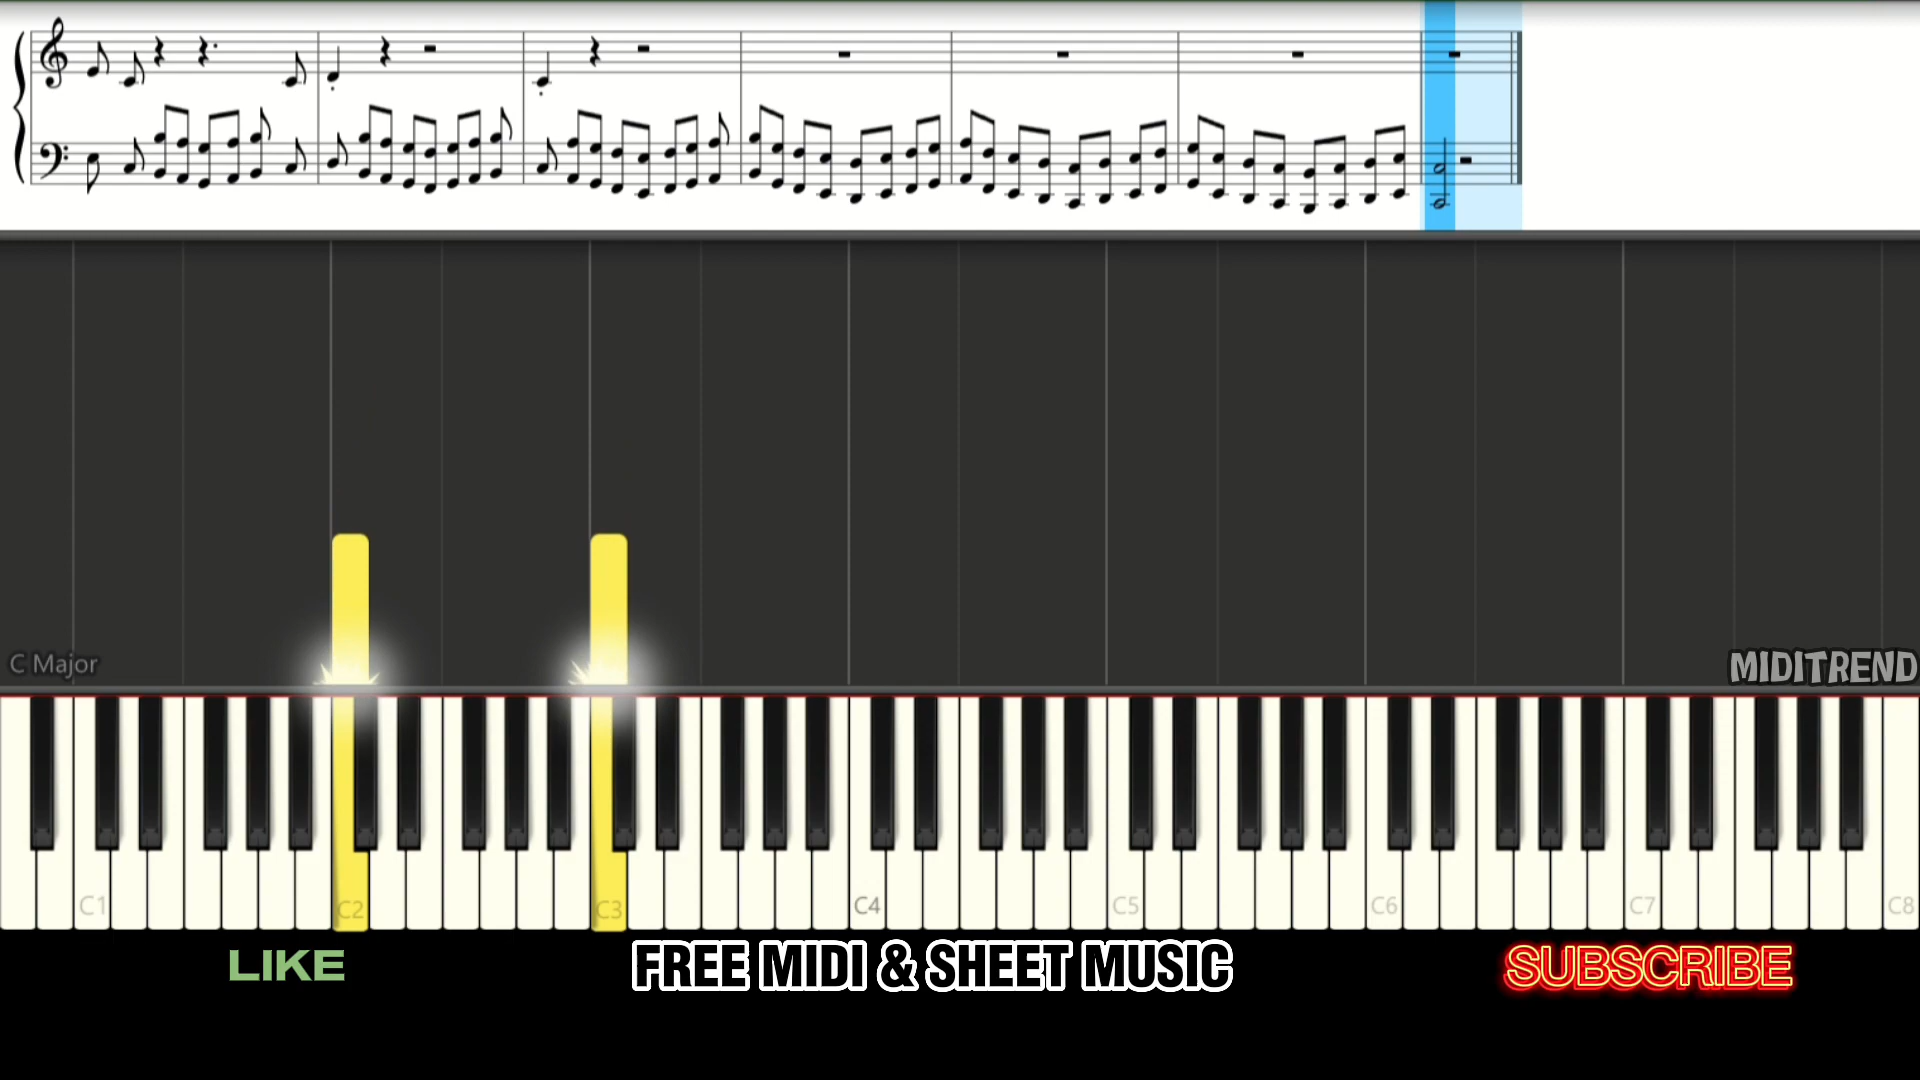 C Major
MIDITREND
C1
C2
C3
C4
C5
C6
C7
C8
LIKE
FREE MIDI & SHEET MUSIC
SUBSCRIBE